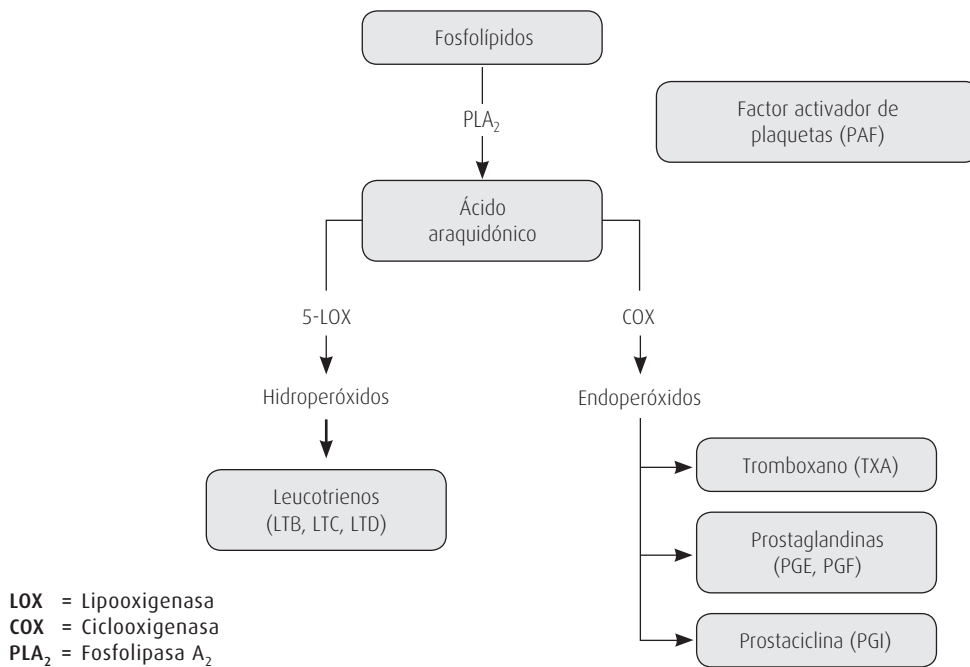 Fosfolípidos
PLA₂
Factor activador de
plaquetas (PAF)
Ácido
araquidónico
5-LOX
COX
Hidroperóxidos
Endoperóxidos
Leucotrienos
(LTB, LTC, LTD)
Tromboxano (TXA)
Prostaglandinas
(PGE, PGF)
Prostaciclina (PGI)
LOX = Lipooxigenasa
COX = Ciclooxigenasa
PLA₂ = Fosfolipasa A₂